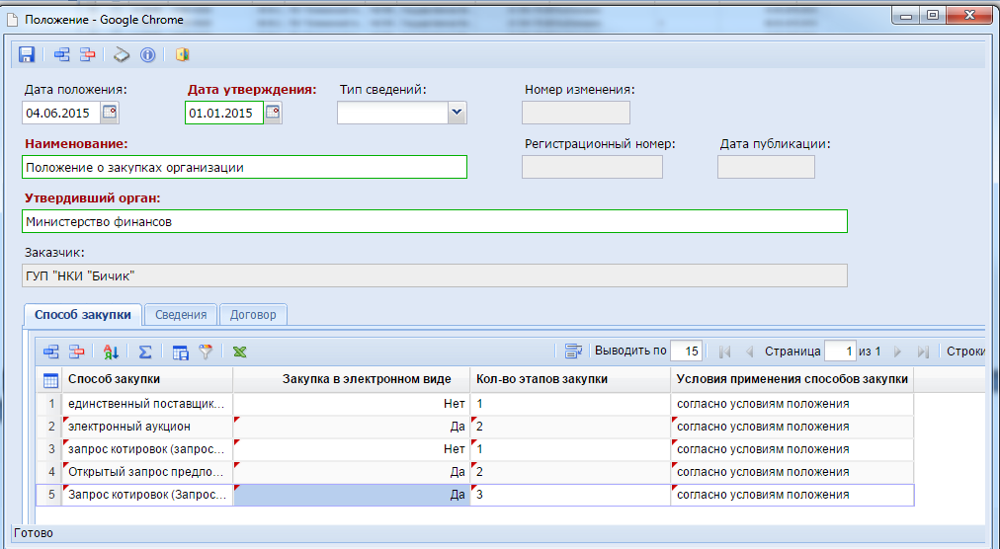 Положение - Google Chrome
Дата положения: Дата утверждения: Тип сведений: Номер изменения:
04.06.2015 01.01.2015
Наименование: Регистрационный номер: Дата публикации:
Положение о закупках организации
Утвердивший орган:
Министерство финансов
Заказчик:
ГУП "НКИ "Бичик"
Способ закупки Сведения Договор
Выводить по 15 Страница 1 из 1 Строки
Способ закупки Закупка в электронном виде Кол-во этапов закупки Условия применения способов закупки
1 единственный поставщик... Нет 1 согласно условиям положения
2 электронный аукцион Да 2 согласно условиям положения
3 запрос котировок (запрос... Нет 1 согласно условиям положения
4 Открытый запрос предло... Да 2 согласно условиям положения
5 Запрос котировок (Запрос... Да 3 согласно условиям положения
Готово